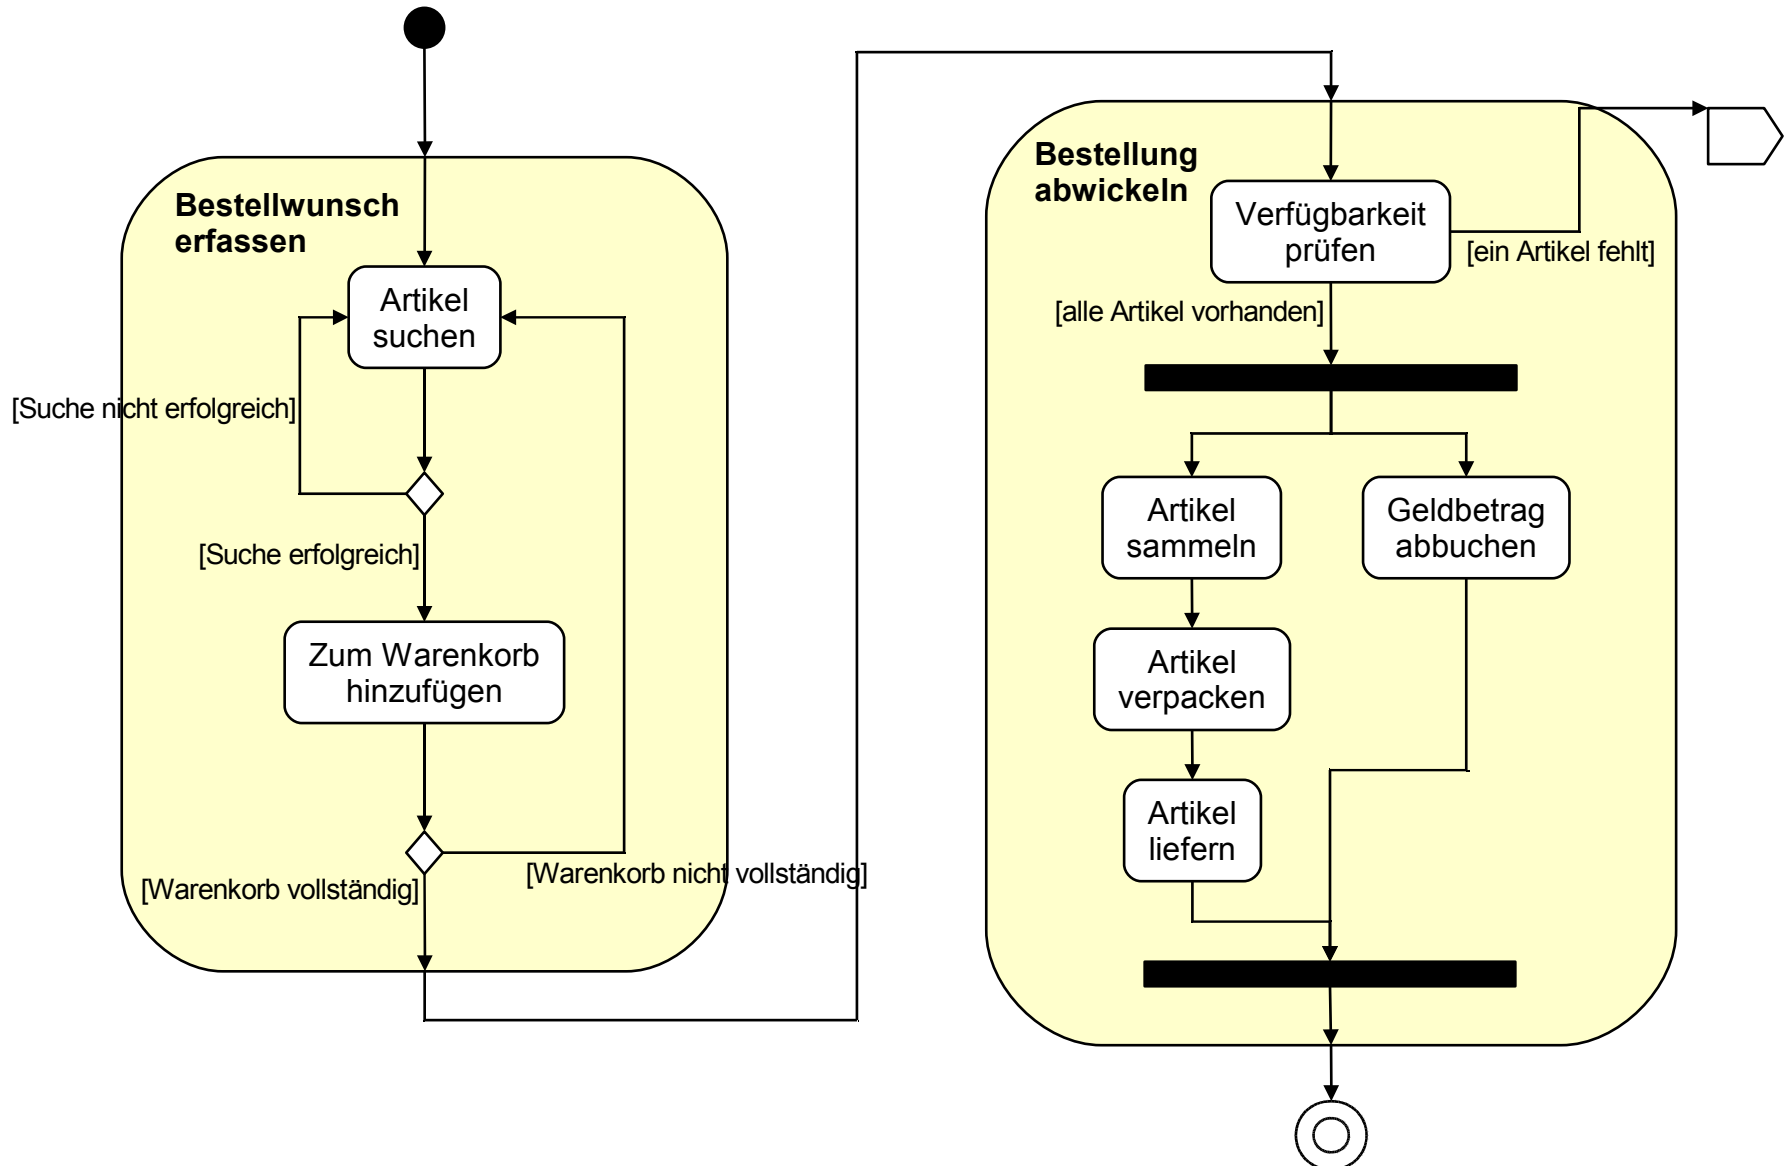 Bestellwunsch
erfassen
Artikel
suchen
[Suche nicht erfolgreich]
[Suche erfolgreich]
Zum Warenkorb
hinzufügen
[Warenkorb vollständig]
[Warenkorb nicht vollständig]
Bestellung
abwickeln
Verfügbarkeit
prüfen
[ein Artikel fehlt]
[alle Artikel vorhanden]
Artikel
sammeln
Geldbetrag
abbuchen
Artikel
verpacken
Artikel
liefern